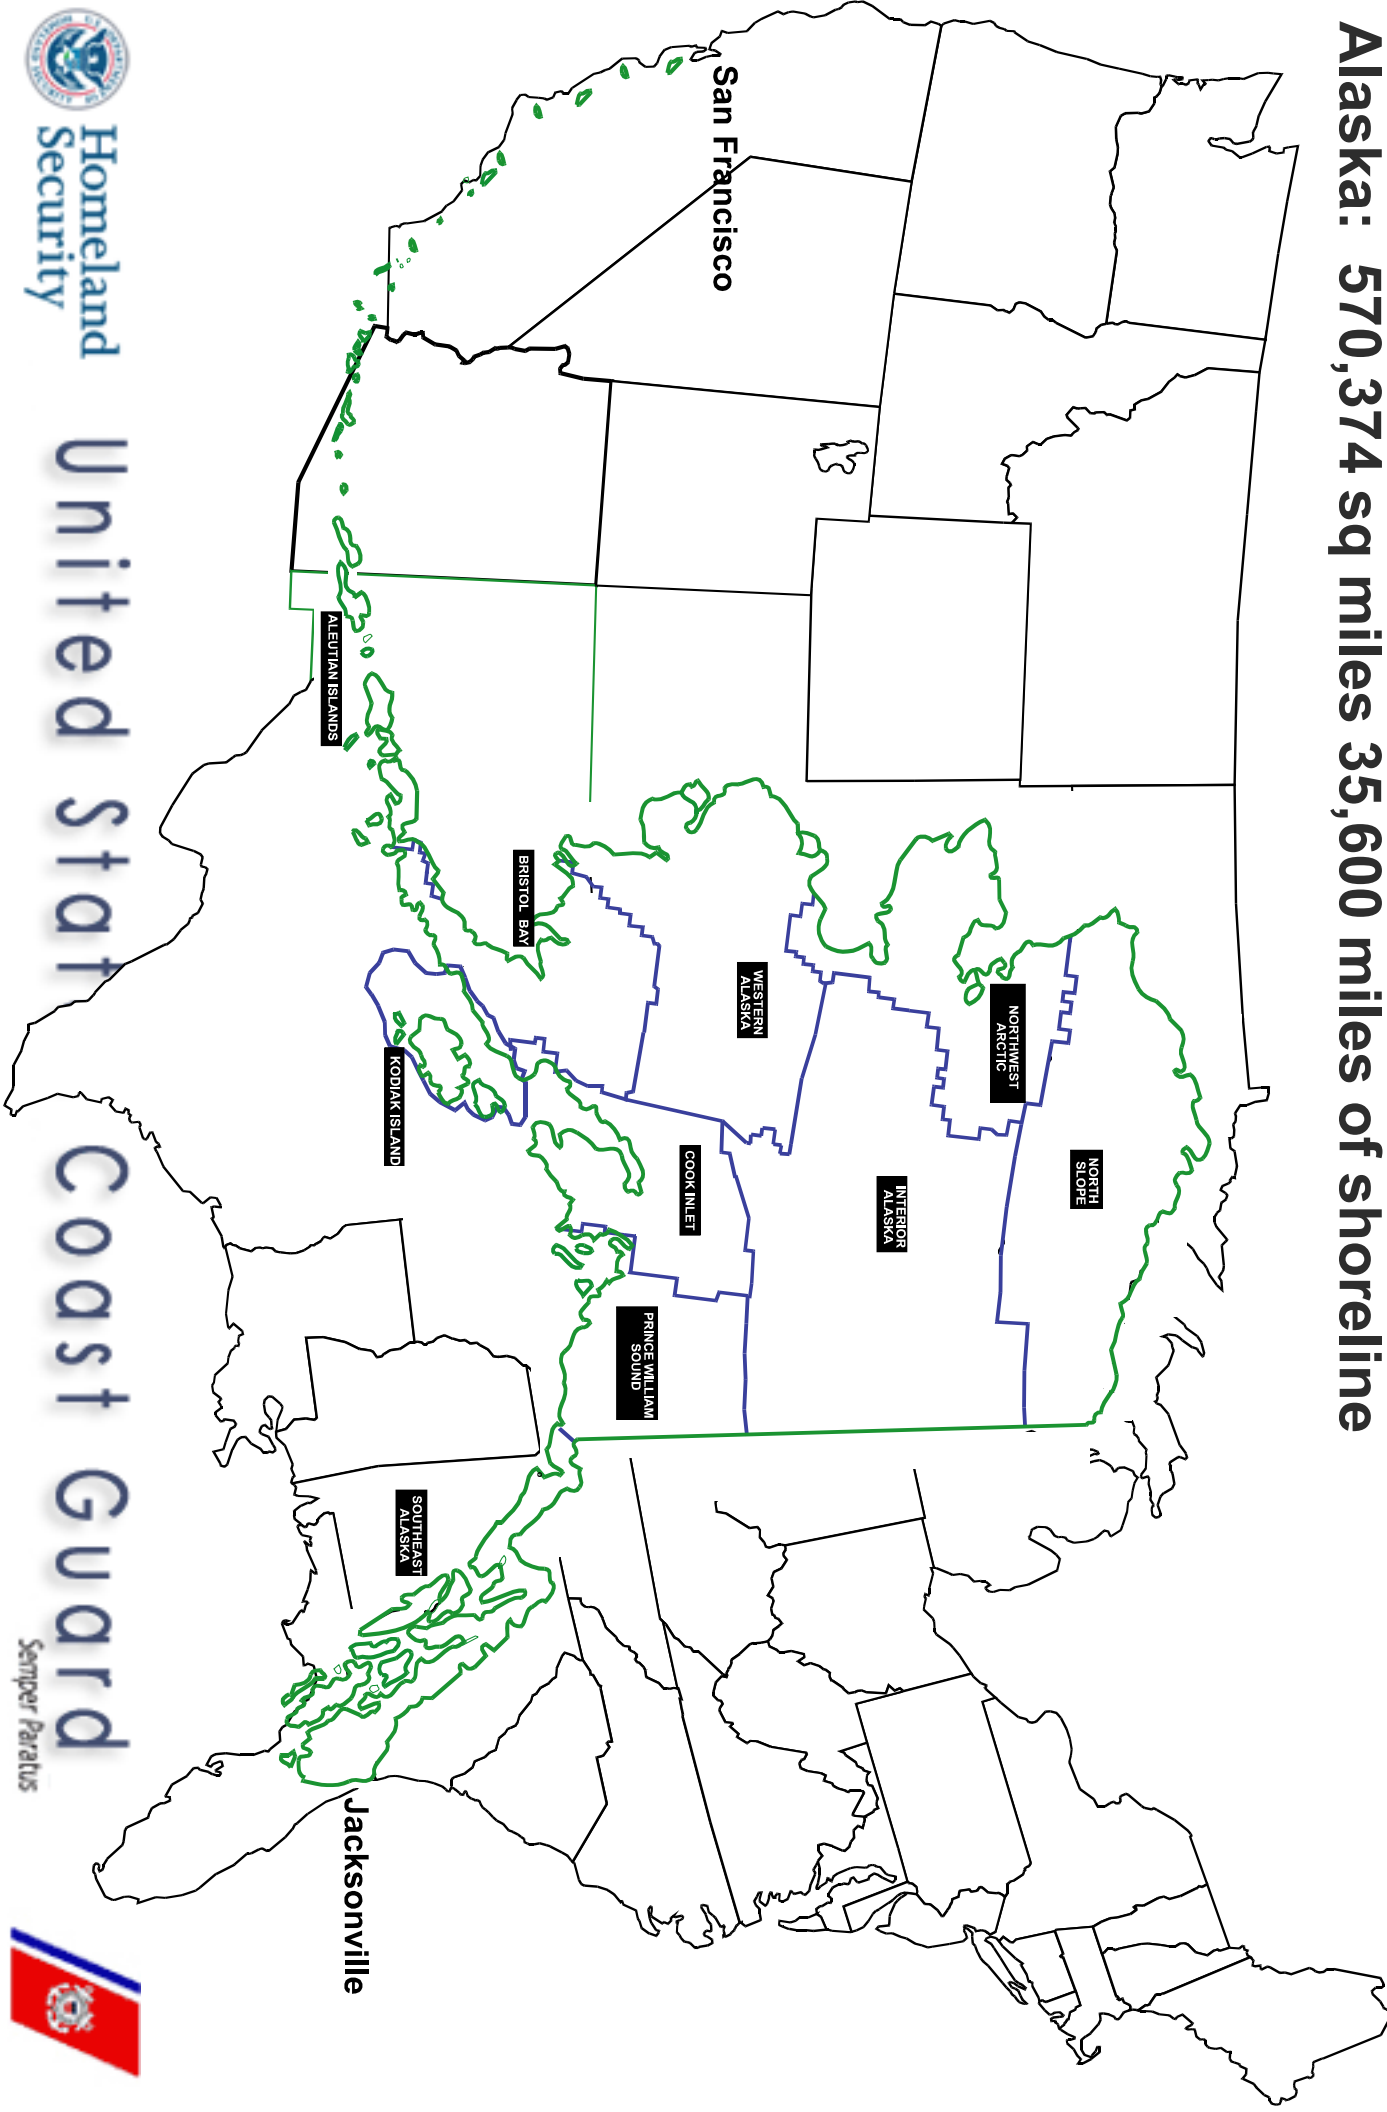 Alaska: 570,374 sq miles 35,600 miles of shoreline
San Francisco
NORTH
SLOPE
NORTHWEST
ARCTIC
INTERIOR
ALASKA
WESTERN
ALASKA
COOK INLET
PRINCE WILLIAM
SOUND
BRISTOL BAY
SOUTHEAST
ALASKA
KODIAK ISLAND
ALEUTIAN ISLANDS
Jacksonville
Homeland
Security
United Stat Coast Guard
Semper Paratus